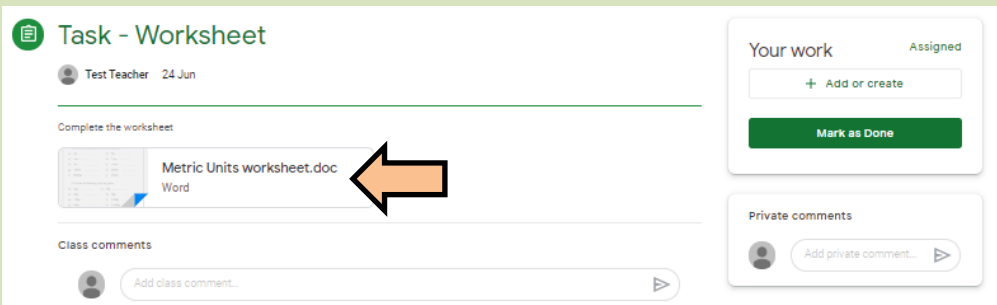 Task - Worksheet
Test Teacher 24 Jun
Complete the worksheet
Metric Units worksheet.doc
Word
Class comments
Add class comment...
Your work Assigned
+ Add or create
Mark as Done
Private comments
Add private comment...